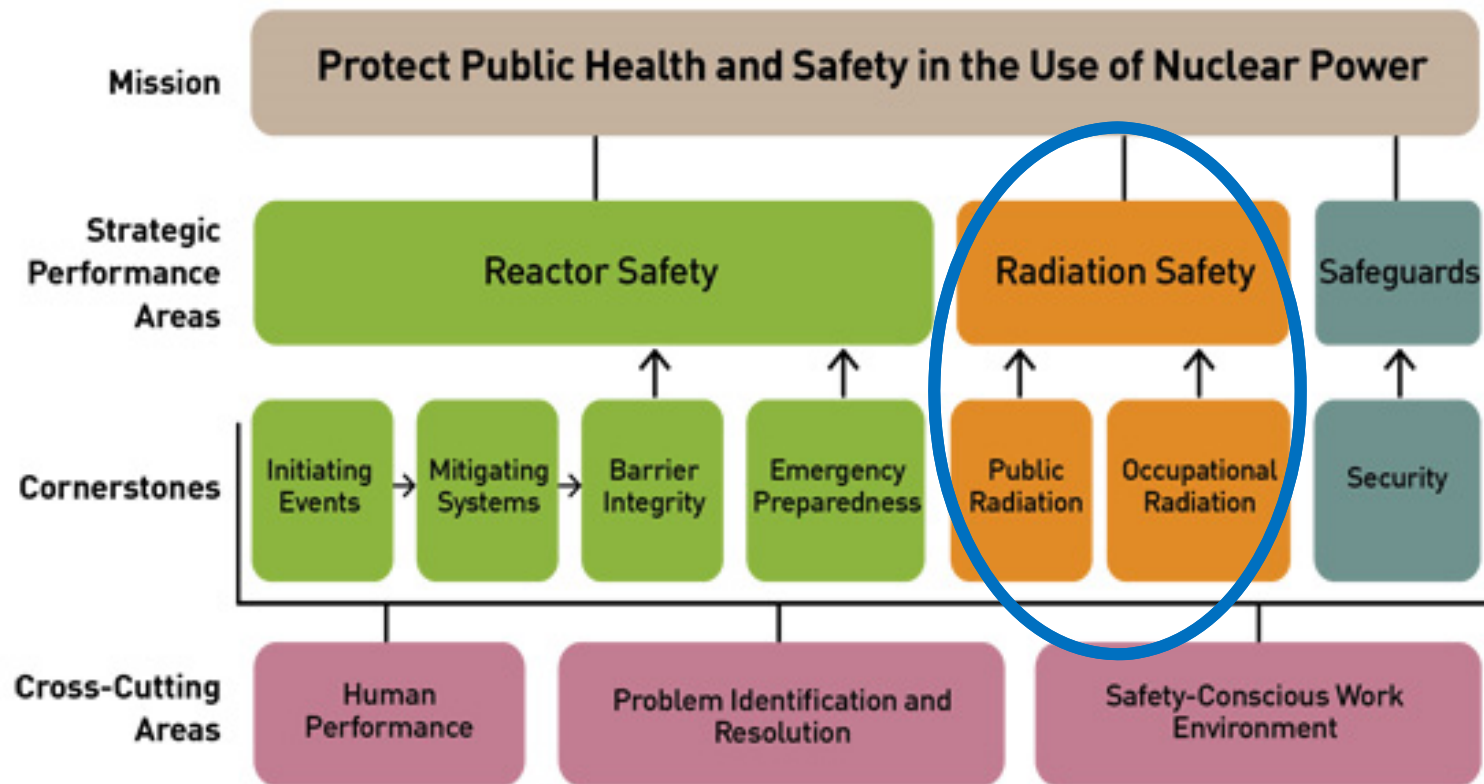 Mission
Protect Public Health and Safety in the Use of Nuclear Power
Strategic
Performance
Areas
Reactor Safety
Radiation Safety
Safeguards
Cornerstones
Initiating
Events
Mitigating
Systems
Barrier
Integrity
Emergency
Preparedness
Public
Radiation
Occupational
Radiation
Security
Cross-Cutting
Areas
Human
Performance
Problem Identification and
Resolution
Safety-Conscious Work
Environment